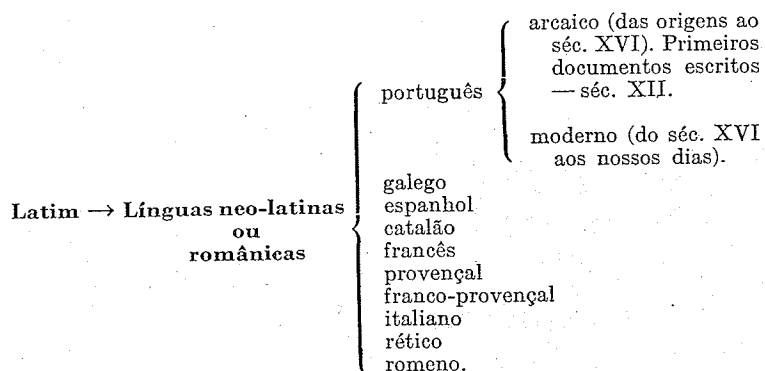 arcaico (das origens ao
séc. XVI). Primeiros
documentos escritos
— séc. XII.
português
moderno (do séc. XVI
aos nossos dias).
Latim → Línguas neo-latinas
ou
românicas
galego
espanhol
catalão
francês
provençal
franco-provençal
italiano
rético
romeno.